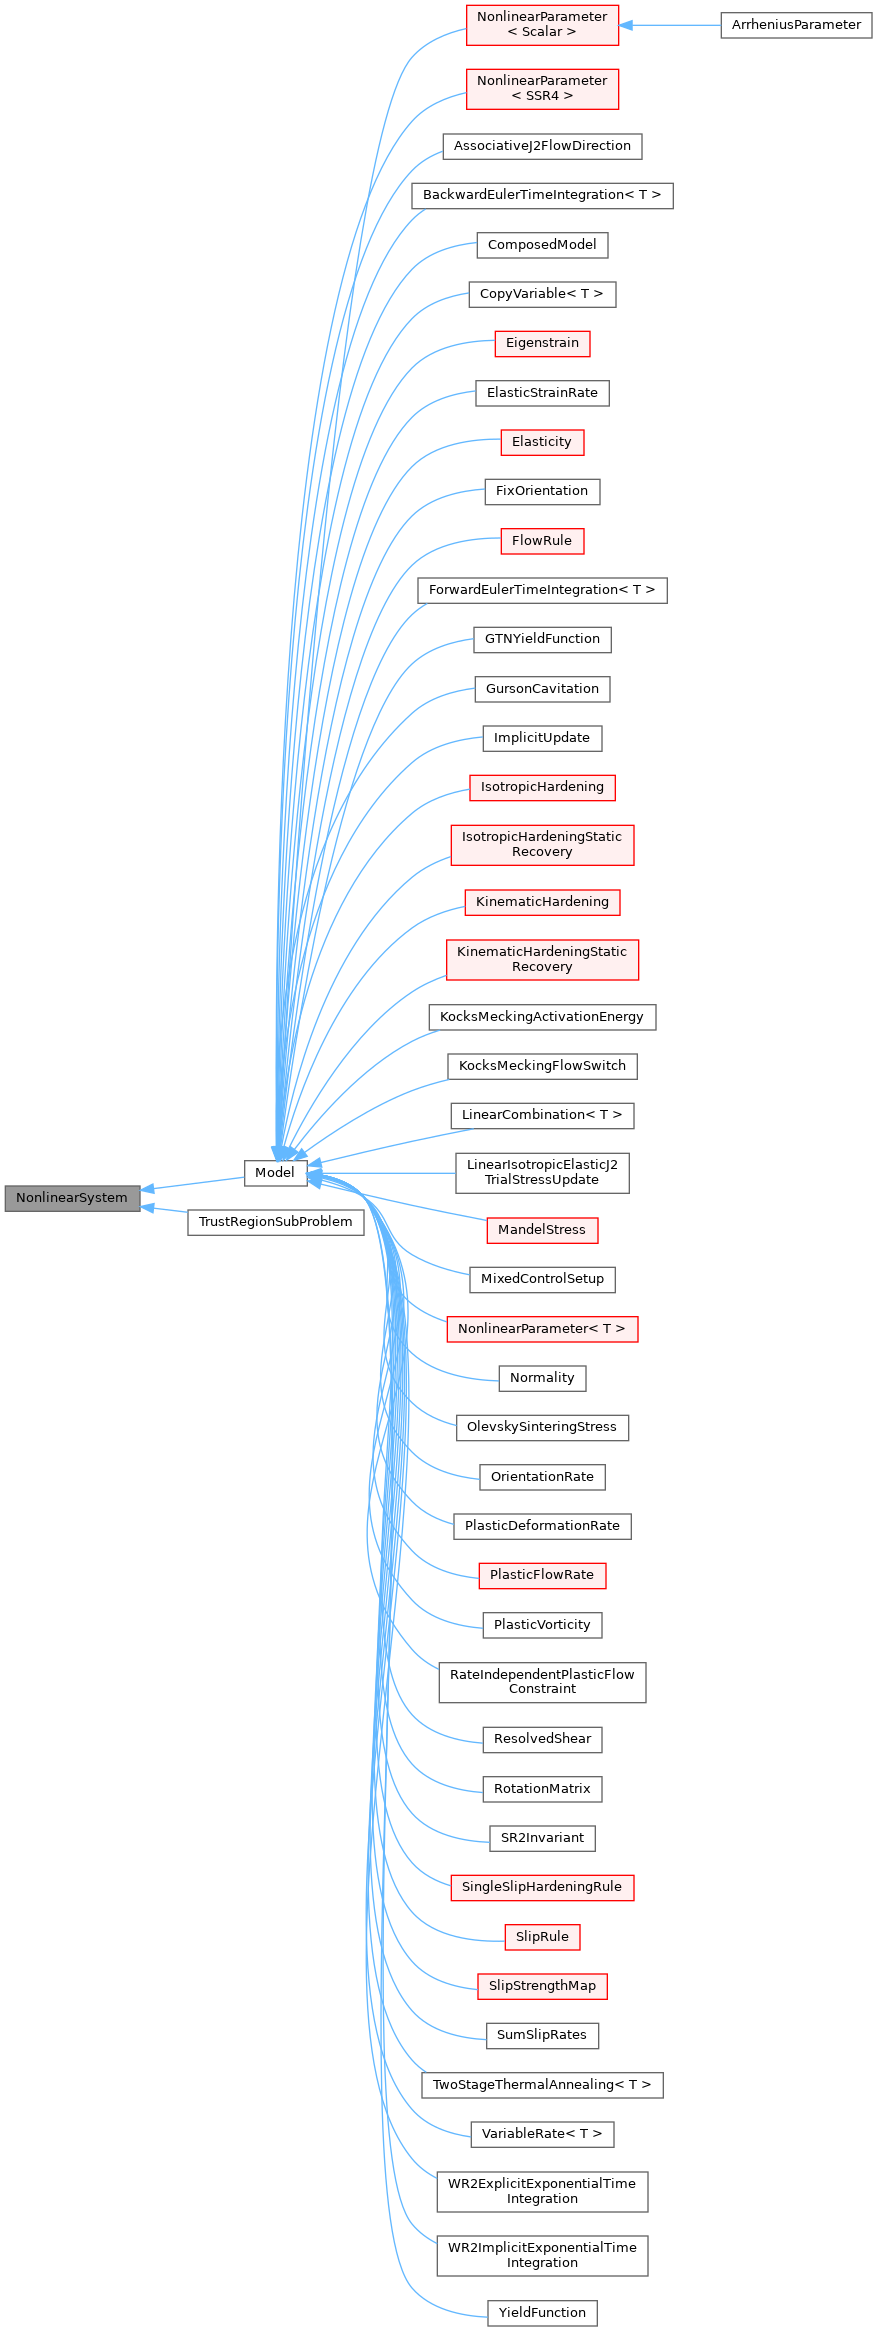 NonlinearParameter
< Scalar >
ArrheniusParameter
NonlinearParameter
< SSR4 >
AssociativeJ2FlowDirection
BackwardEulerTimeIntegration< T >
ComposedModel
CopyVariable< T >
Eigenstrain
ElasticStrainRate
Elasticity
FixOrientation
FlowRule
ForwardEulerTimeIntegration< T >
GTNYieldFunction
GursonCavitation
ImplicitUpdate
IsotropicHardening
IsotropicHardeningStatic
Recovery
KinematicHardening
KinematicHardeningStatic
Recovery
KocksMeckingActivationEnergy
KocksMeckingFlowSwitch
LinearCombination< T >
LinearIsotropicElasticJ2
TrialStressUpdate
Model
NonlinearSystem
TrustRegionSubProblem
MandelStress
MixedControlSetup
NonlinearParameter< T >
Normality
OlevskySinteringStress
OrientationRate
PlasticDeformationRate
PlasticFlowRate
PlasticVorticity
RateIndependentPlasticFlow
Constraint
ResolvedShear
RotationMatrix
SR2Invariant
SingleSlipHardeningRule
SlipRule
SlipStrengthMap
SumSlipRates
TwoStageThermalAnnealing< T >
VariableRate< T >
WR2ExplicitExponentialTime
Integration
WR2ImplicitExponentialTime
Integration
YieldFunction